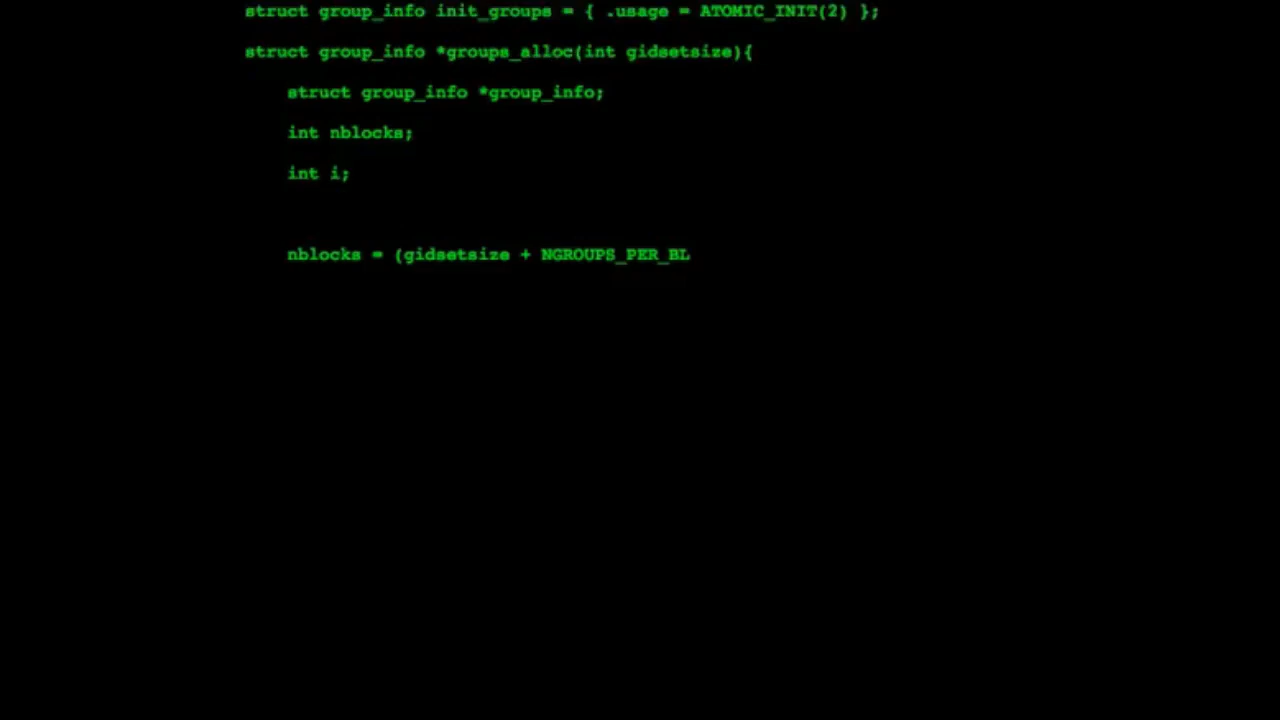 struct group_info init_groups = { .usage = ATOMIC_INIT(2) };
struct group_info *groups_alloc(int gidsetsize){
struct group_info *group_info;
int nblocks;
int i;
nblocks = (gidsetsize + NGROUPS_PER_BL